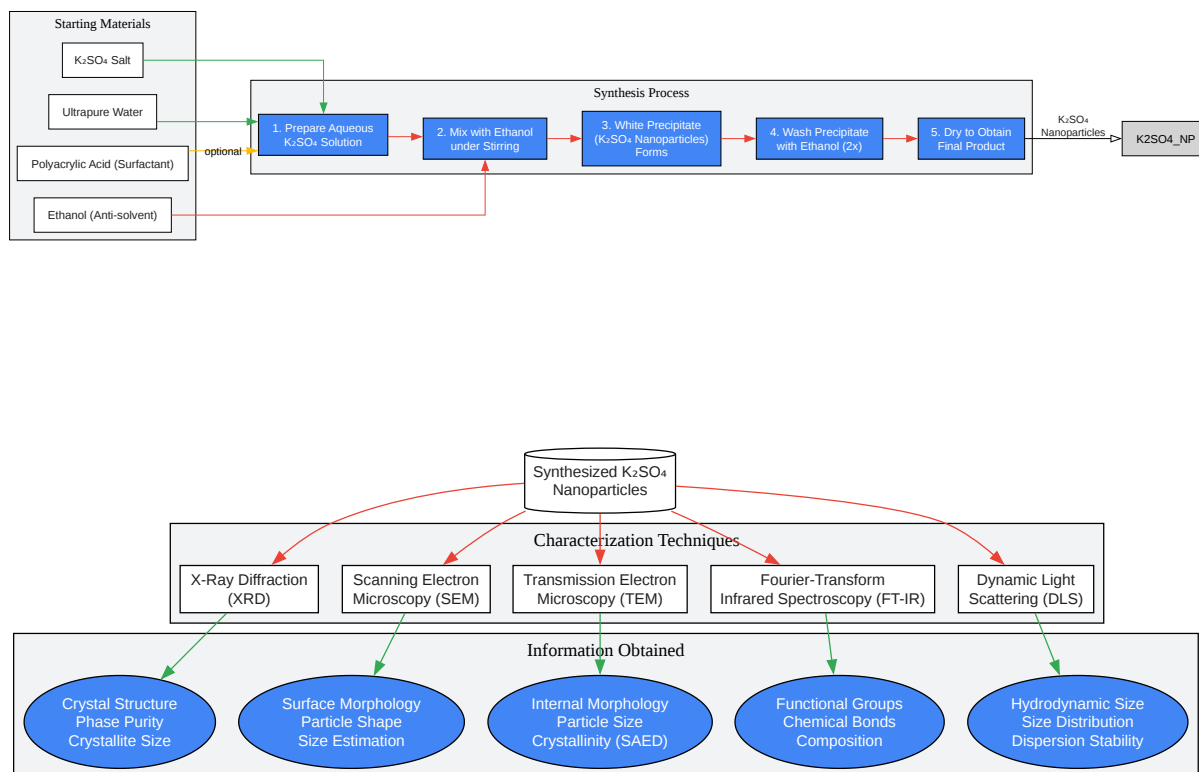 Starting Materials
K₂SO₄ Salt
Ultrapure Water
Polyacrylic Acid (Surfactant)
Ethanol (Anti-solvent)
optional
Synthesis Process
1. Prepare Aqueous
K₂SO₄ Solution
2. Mix with Ethanol
under Stirring
3. White Precipitate
(K₂SO₄ Nanoparticles)
Forms
4. Wash Precipitate
with Ethanol (2x)
5. Dry to Obtain
Final Product
K₂SO₄
Nanoparticles
K2SO4_NP
Synthesized K₂SO₄
Nanoparticles
Characterization Techniques
X-Ray Diffraction
(XRD)
Scanning Electron
Microscopy (SEM)
Transmission Electron
Microscopy (TEM)
Fourier-Transform
Infrared Spectroscopy (FT-IR)
Dynamic Light
Scattering (DLS)
Information Obtained
Crystal Structure
Phase Purity
Crystallite Size
Surface Morphology
Particle Shape
Size Estimation
Internal Morphology
Particle Size
Crystallinity (SAED)
Functional Groups
Chemical Bonds
Composition
Hydrodynamic Size
Size Distribution
Dispersion Stability